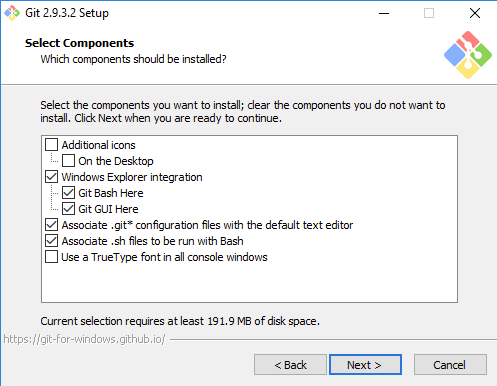 Git 2.9.3.2 Setup
Select Components
Which components should be installed?
Select the components you want to install; clear the components you do not want to
install. Click Next when you are ready to continue.
Additional icons
On the Desktop
Windows Explorer integration
Git Bash Here
Git GUI Here
Associate .git* configuration files with the default text editor
Associate .sh files to be run with Bash
Use a TrueType font in all console windows
Current selection requires at least 191.9 MB of disk space.
https://git-for-windows.github.io/
< Back
Next >
Cancel